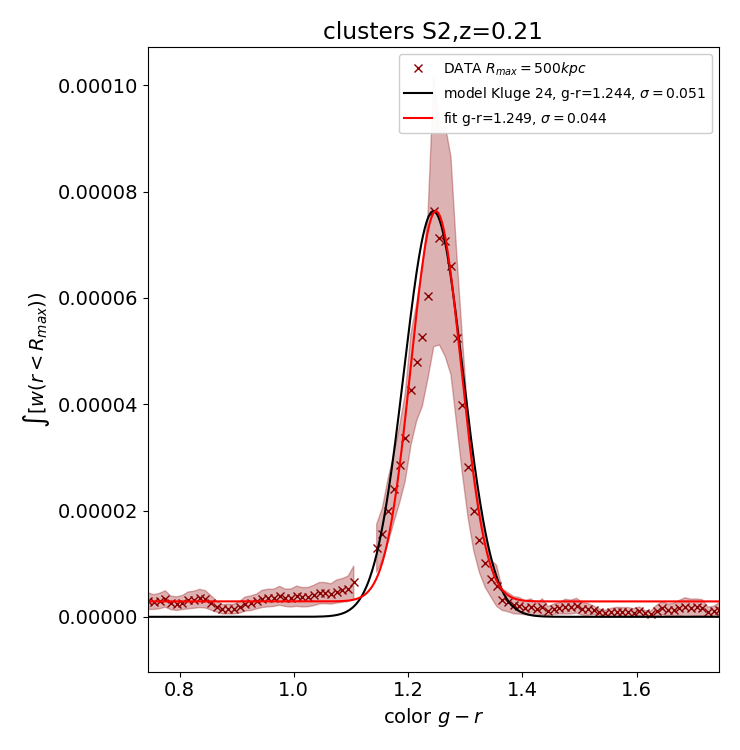 clusters S2,z=0.21
DATA $R_{max} = 500kpc$
model Kluge 24, g-r=1.244, $\sigma = 0.051$
fit g-r=1.249, $\sigma = 0.044$
0.00010
0.00008
0.00006
0.00004
0.00002
0.00000
$\int [w(r < R_{max})]$
0.8 1.0 1.2 1.4 1.6
color $g - r$